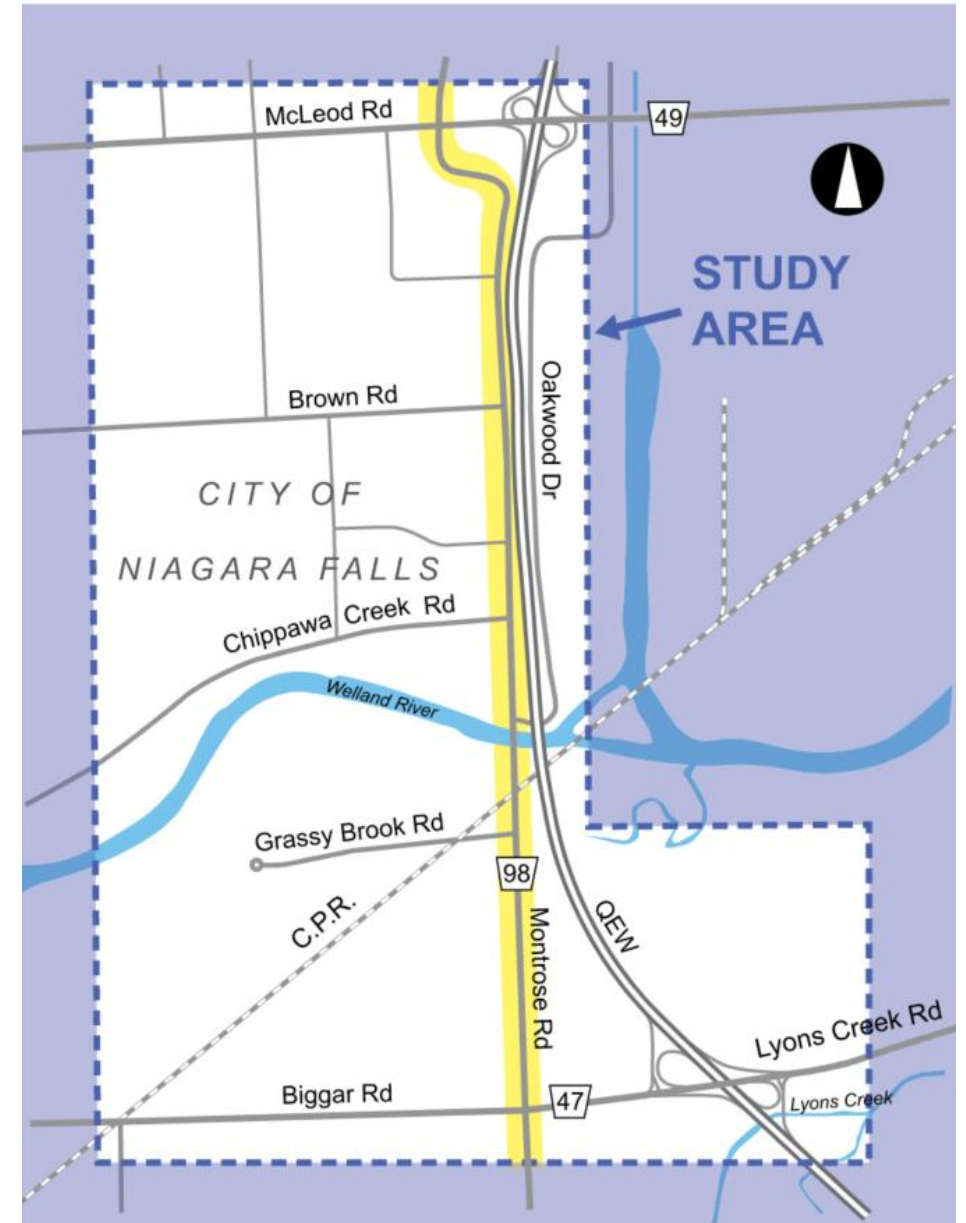 McLeod Rd
49
STUDY
AREA
Oakwood Dr
Brown Rd
CITY OF
NIAGARA FALLS
Chippawa Creek Rd
Welland River
Grassy Brook Rd
98
C.P.R.
Montrose Rd
QEW
Lyons Creek Rd
Biggar Rd
47
Lyons Creek